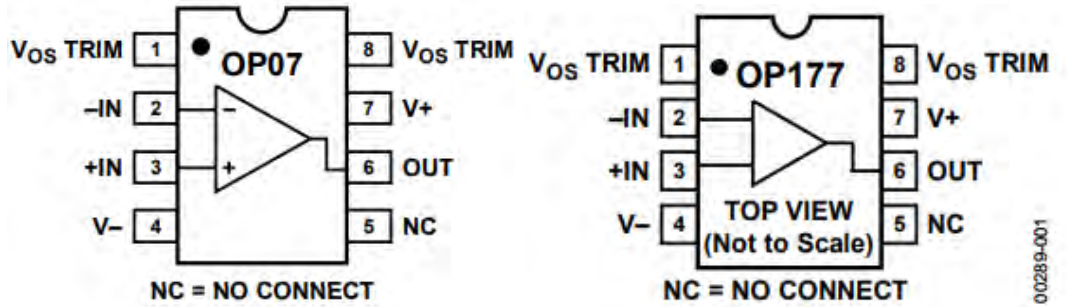 VOS TRIM 1 OP07 8 VOS TRIM
–IN 2 – 7 V+
+IN 3 + 6 OUT
V– 4 5 NC
NC = NO CONNECT
VOS TRIM 1 OP177 8 VOS TRIM
–IN 2 7 V+
+IN 3 6 OUT
V– 4 TOP VIEW 5 NC
(Not to Scale)
NC = NO CONNECT
00289-001